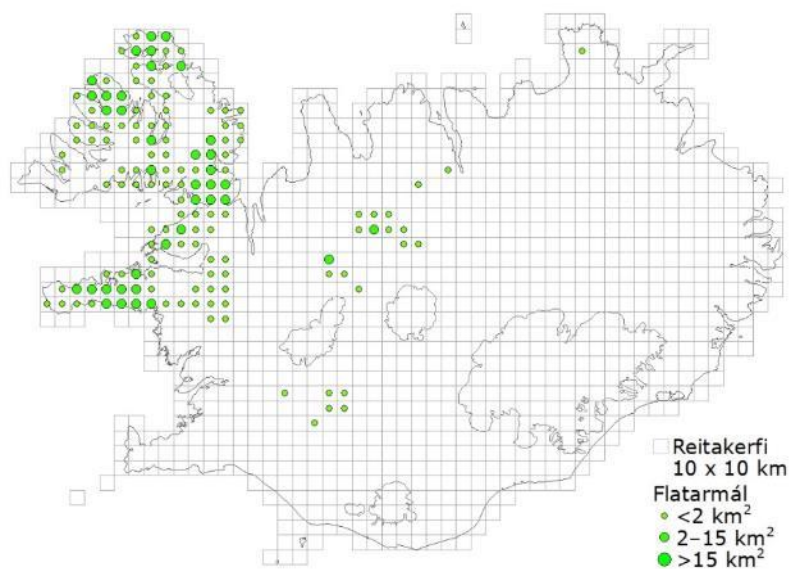 Reitakerfi
10 x 10 km
Flatarmál
<2 km²
2–15 km²
>15 km²